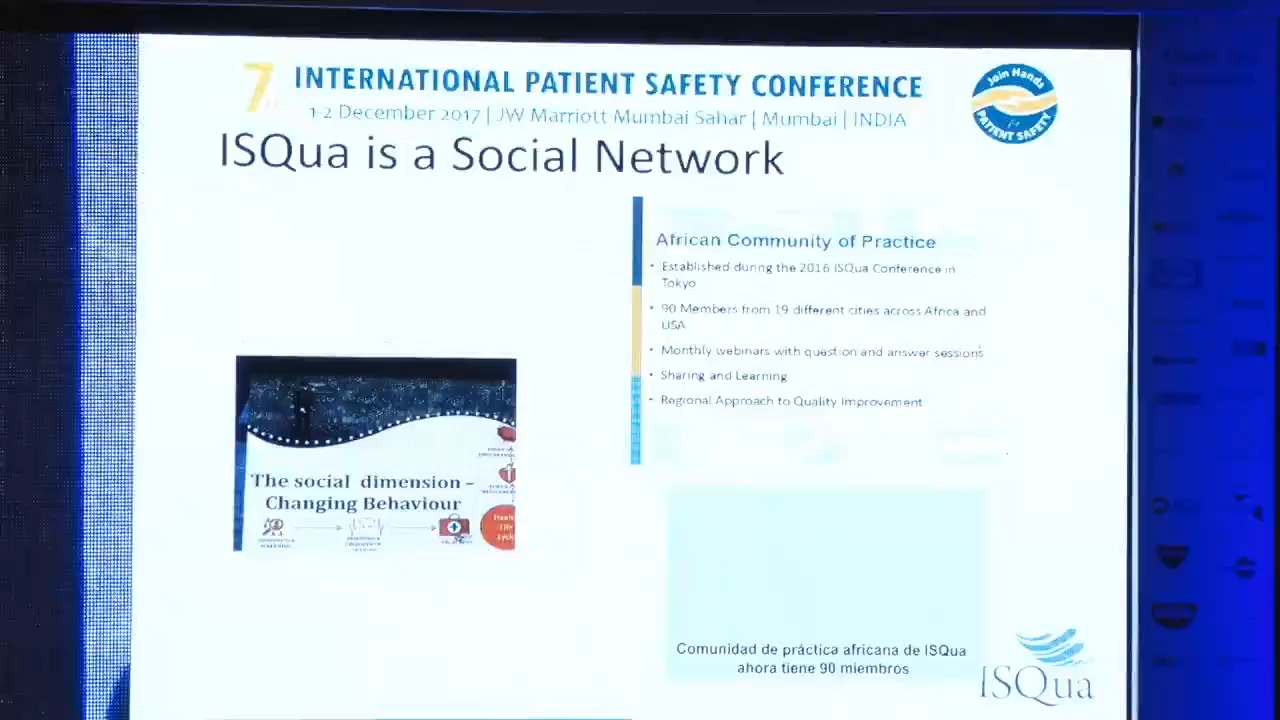 7th INTERNATIONAL PATIENT SAFETY CONFERENCE
1-2 December 2017 | JW Marriott Mumbai Sahar | Mumbai | INDIA
Join Hands
for
PATIENT SAFETY
ISQua is a Social Network
African Community of Practice
• Established during the 2016 ISQua Conference in
Tokyo
• 90 Members from 19 different cities across Africa and
USA
• Monthly webinars with question and answer sessions
• Sharing and Learning
• Regional Approach to Quality Improvement
The social dimension –
Changing Behaviour
Comunidad de práctica africana de ISQua
ahora tiene 90 miembros
ISQua